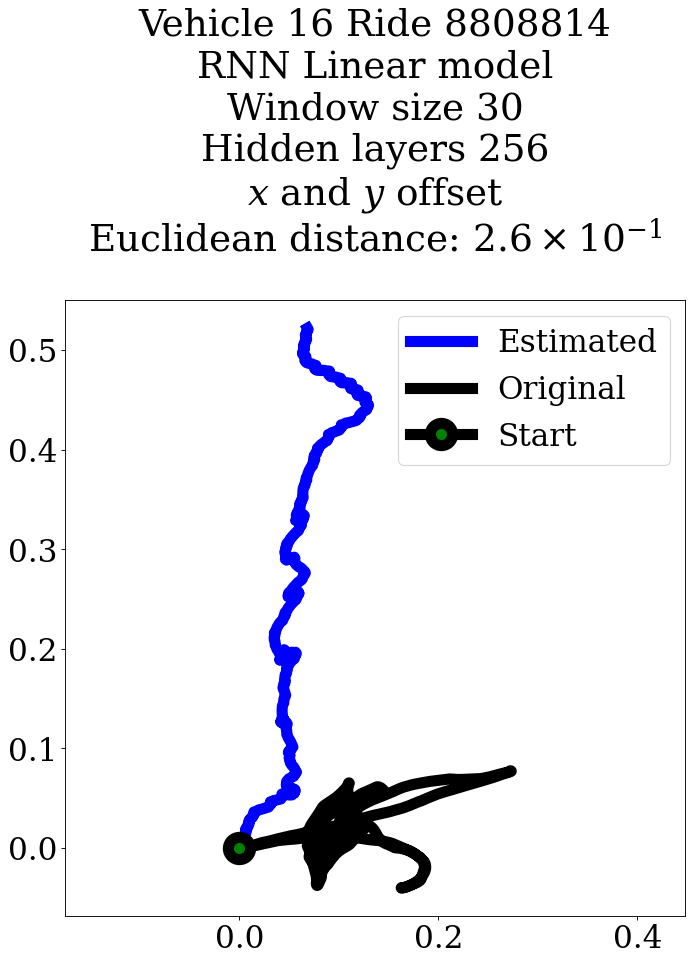 Vehicle 16 Ride 8808814
RNN Linear model
Window size 30
Hidden layers 256
x and y offset
Euclidean distance: 2.6 × 10⁻¹
Estimated
Original
Start
0.5
0.4
0.3
0.2
0.1
0.0
0.0 0.2 0.4